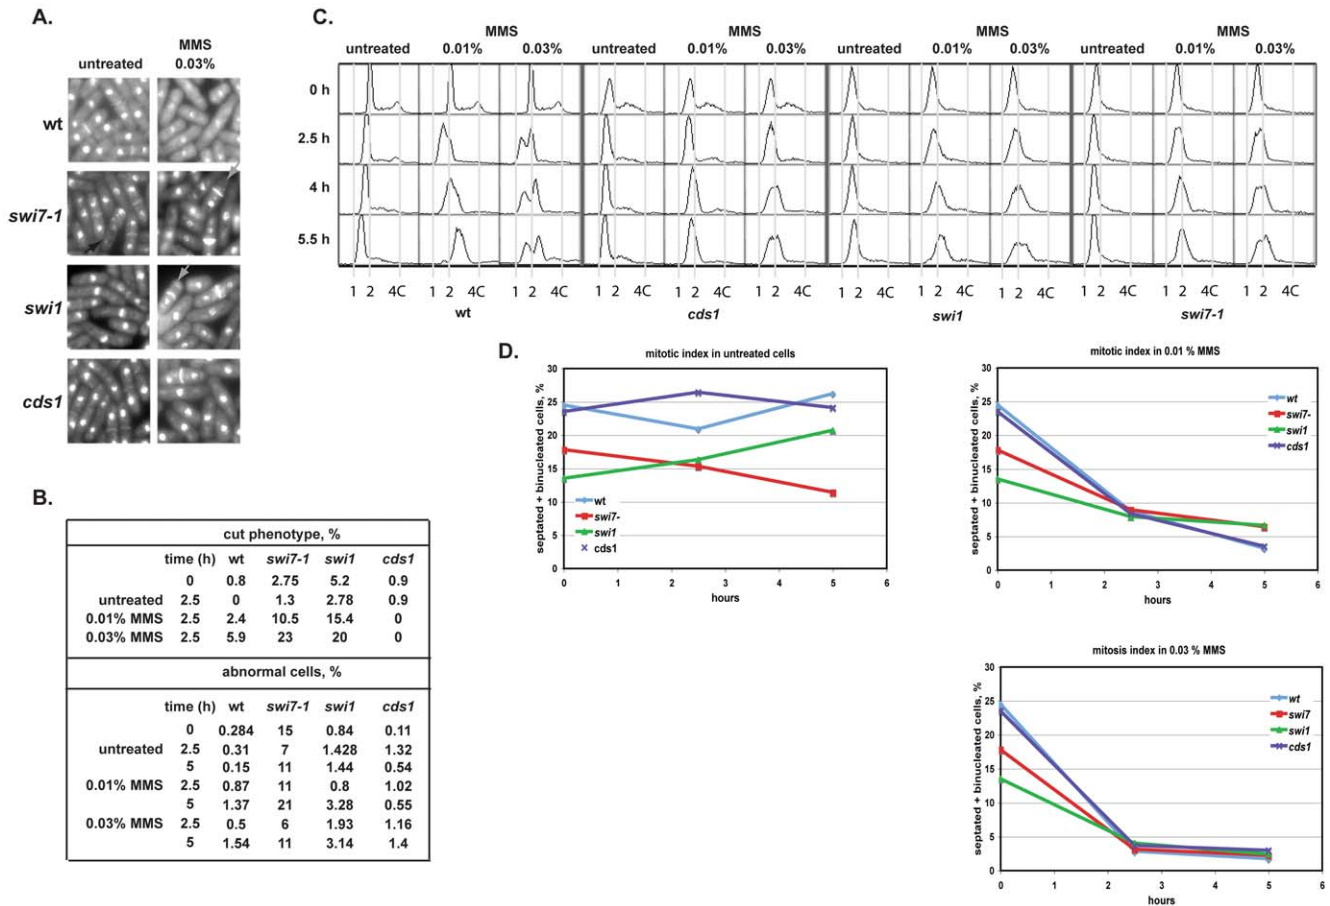 A.
untreated
MMS
0.03%
wt
swi7-1
swi1
cds1
B.
cut phenotype, %
time (h) wt swi7-1 swi1 cds1
0 0.8 2.75 5.2 0.9
untreated 2.5 0 1.3 2.78 0.9
0.01% MMS 2.5 2.4 10.5 15.4 0
0.03% MMS 2.5 5.9 23 20 0
abnormal cells, %
time (h) wt swi7-1 swi1 cds1
0 0.284 15 0.84 0.11
untreated 2.5 0.31 7 1.428 1.32
5 0.15 11 1.44 0.54
0.01% MMS 2.5 0.87 11 0.8 1.02
5 1.37 21 3.28 0.55
0.03% MMS 2.5 0.5 6 1.93 1.16
5 1.54 11 3.14 1.4
C.
MMS MMS MMS MMS
untreated 0.01% 0.03% untreated 0.01% 0.03% untreated 0.01% 0.03% untreated 0.01% 0.03%
0 h
2.5 h
4 h
5.5 h
1 2 4C 1 2 4C 1 2 4C 1 2 4C 1 2 4C 1 2 4C 1 2 4C 1 2 4C 1 2 4C 1 2 4C 1 2 4C 1 2 4C
wt cds1 swi1 swi7-1
D.
mitotic index in untreated cells
septated + binucleated cells, %
30
25
20
15
10
5
0
0 1 2 3 4 5 6
hours
wt
swi7-
swi1
cds1
mitotic index in 0.01 % MMS
septated + binucleated cells, %
30
25
20
15
10
5
0
0 1 2 3 4 5 6
hours
wt
swi7-
swi1
cds1
mitosis index in 0.03 % MMS
septated + binucleated cells, %
30
25
20
15
10
5
0
0 1 2 3 4 5 6
hours
wt
swi7
swi1
cds1